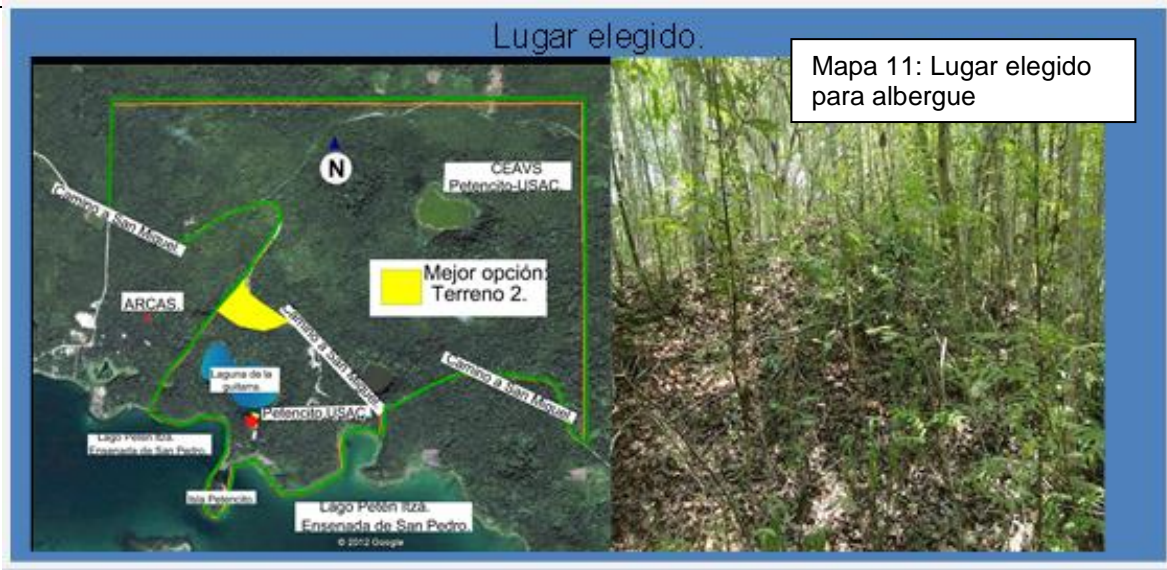 Lugar elegido.
Mapa 11: Lugar elegido
para albergue
N
CEAVS
Petencito-USAC.
Camino a San Miguel.
Mejor opción:
Terreno 2.
ARCAS.
Camino a San Miguel.
Laguna de la
guitarra.
Camino a San Miguel.
Petencito.USAC.
Lago Petén Itzá.
Ensenada de San Pedro.
Isla Petencito.
Lago Petén Itzá.
Ensenada de San Pedro.
© 2012 Google